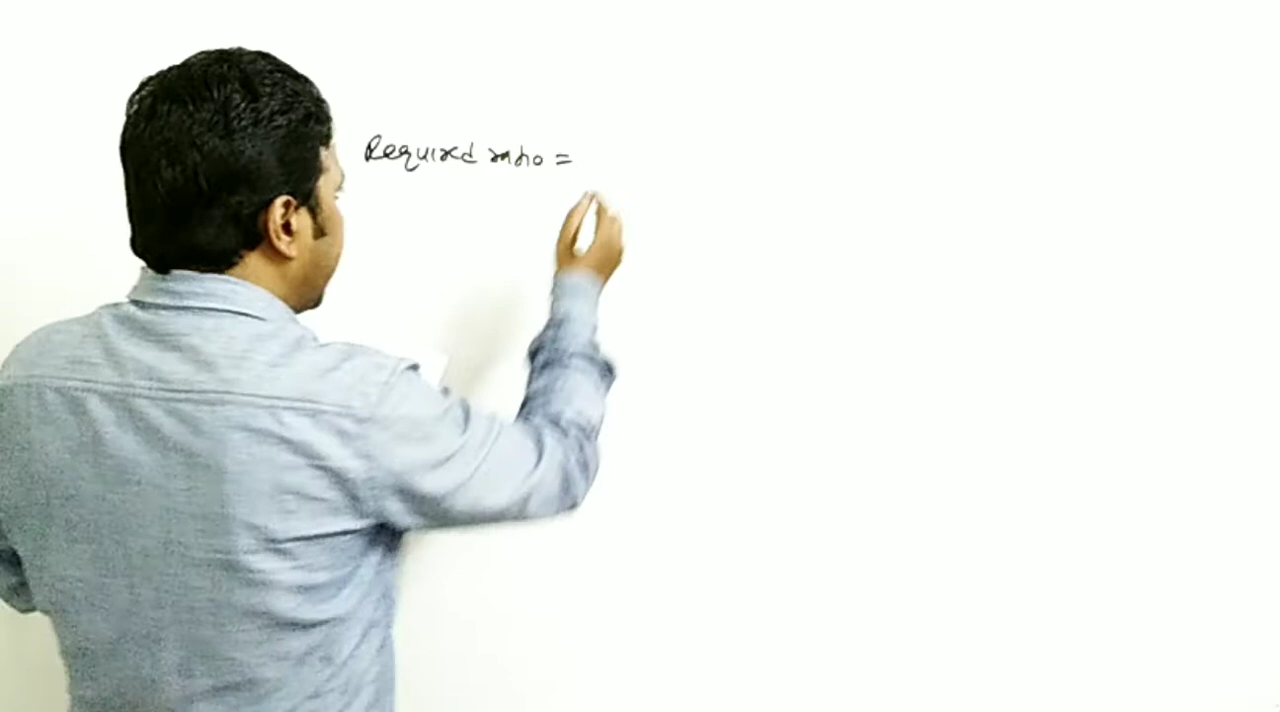 Required ratio =